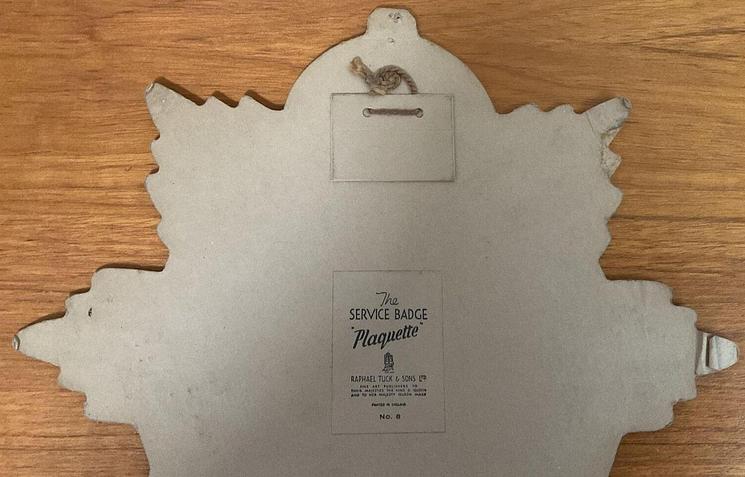 The
SERVICE BADGE
"Plaquette"
RAPHAEL TUCK & SONS LTD
FINE ART PUBLISHERS TO
THEIR MAJESTIES THE KING & QUEEN
AND TO HER MAJESTY QUEEN MARY
PRINTED IN ENGLAND
No. 8